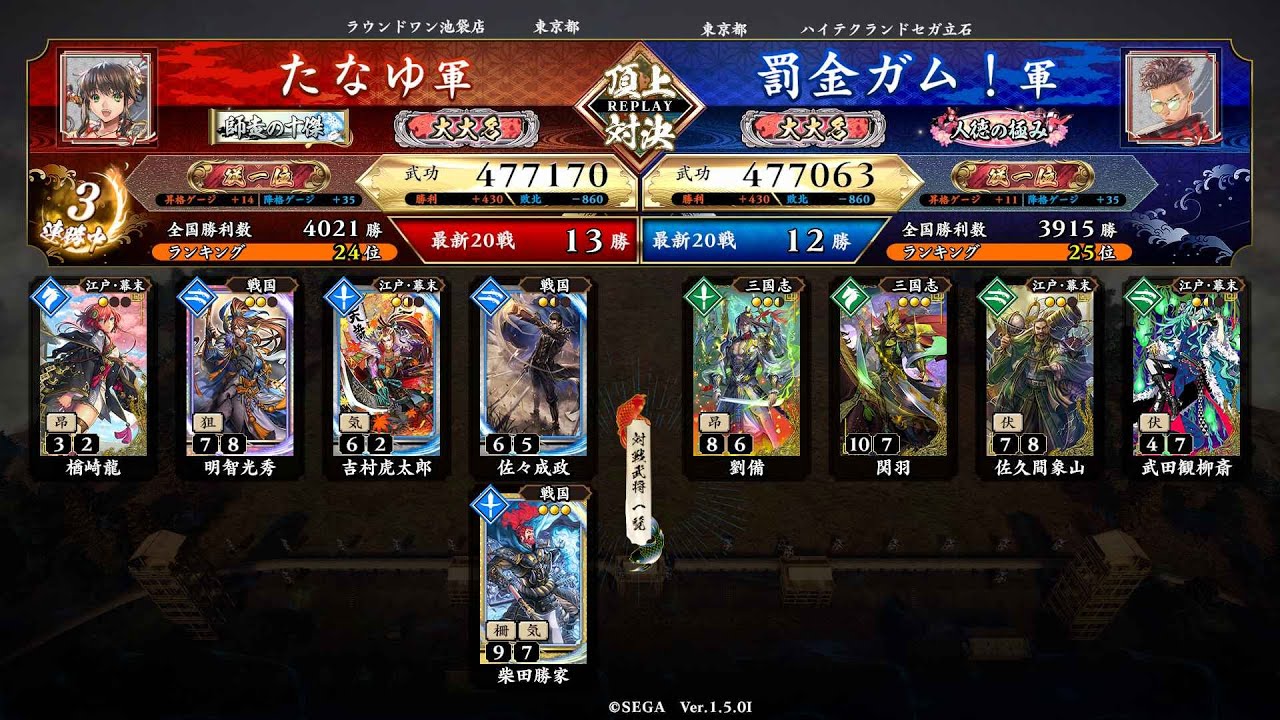 ラウンドワン池袋店 東京都
東京都 ハイテクランドセガ立石
たなゆ軍
頂上
REPLAY
対決
罰金ガム！軍
師走の十傑
大大名
大大名
人徳の極み
3
連勝中
従一位
武功 477170
武功 477063
従一位
昇格ゲージ +14 降格ゲージ +35
勝利 +430 敗北 -860
勝利 +430 敗北 -860
昇格ゲージ +11 降格ゲージ +35
全国勝利数 4021勝
最新20戦 13勝
最新20戦 12勝
全国勝利数 3915勝
ランキング 24位
ランキング 25位
江戸・幕末
戦国
江戸・幕末
戦国
三国志
三国志
江戸・幕末
江戸・幕末
天誅
昴
狙
気
昴
伏
伏
3 2
7 8
6 2
6 5
8 6
10 7
7 8
4 7
楢崎龍
明智光秀
吉村虎太郎
佐々成政
劉備
関羽
佐久間象山
武田観柳斎
対戦武将一覧
戦国
柵 気
9 7
柴田勝家
©SEGA Ver.1.5.0I